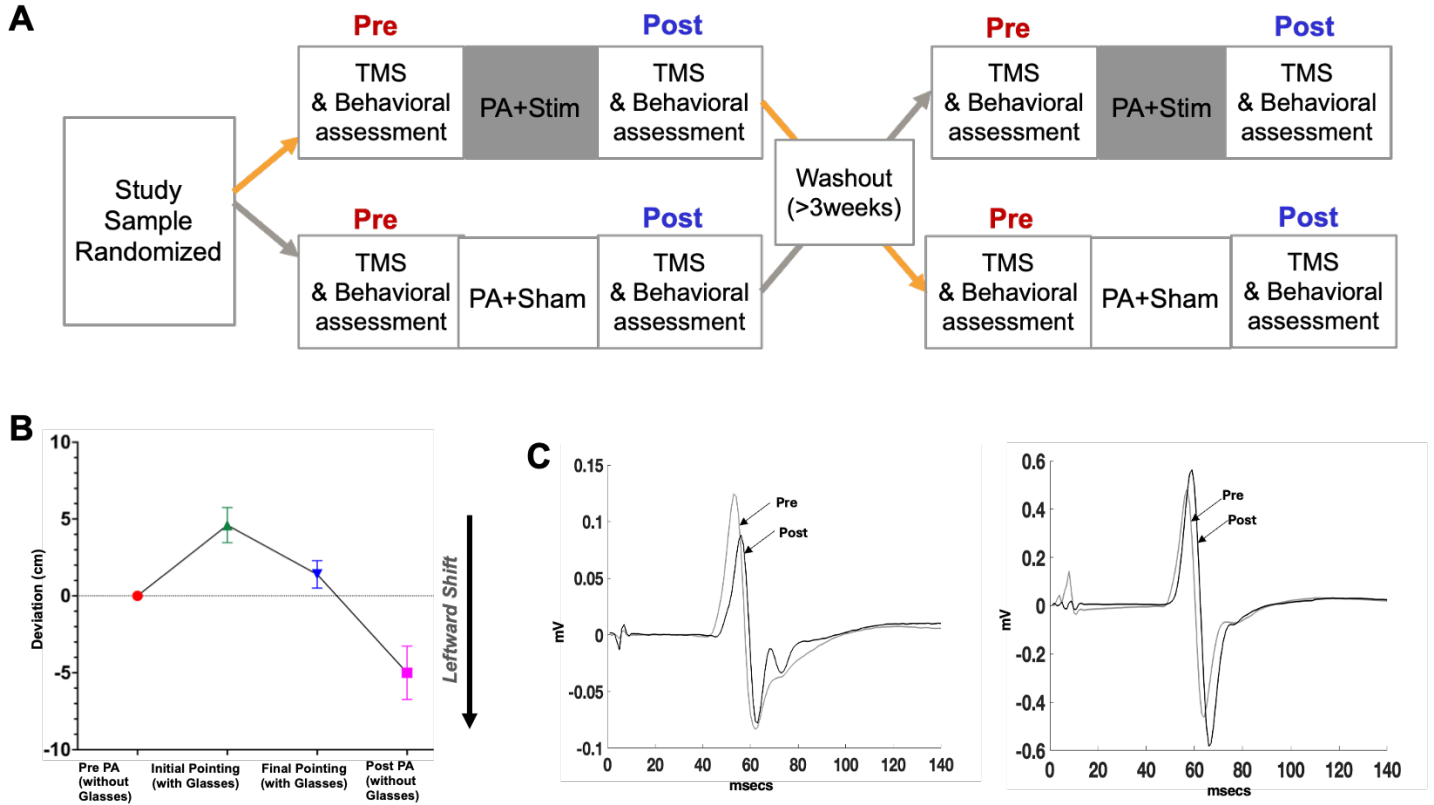 A
Pre
Post
Pre
Post
TMS
& Behavioral
assessment
PA+Stim
TMS
& Behavioral
assessment
TMS
& Behavioral
assessment
PA+Stim
TMS
& Behavioral
assessment
Study
Sample
Randomized
Washout
(>3weeks)
Pre
Post
Pre
Post
TMS
& Behavioral
assessment
PA+Sham
TMS
& Behavioral
assessment
TMS
& Behavioral
assessment
PA+Sham
TMS
& Behavioral
assessment
B
10
5
0
-5
-10
Deviation (cm)
Leftward Shift
Pre PA
(without
Glasses)
Initial Pointing
(with Glasses)
Final Pointing
(with Glasses)
Post PA
(without
Glasses)
C
0.15
0.1
0.05
0
-0.05
-0.1
mV
Pre
Post
0
20
40
60
80
100
120
140
msecs
0.6
0.4
0.2
0
-0.2
-0.4
-0.6
mV
Pre
Post
0
20
40
60
80
100
120
140
msecs